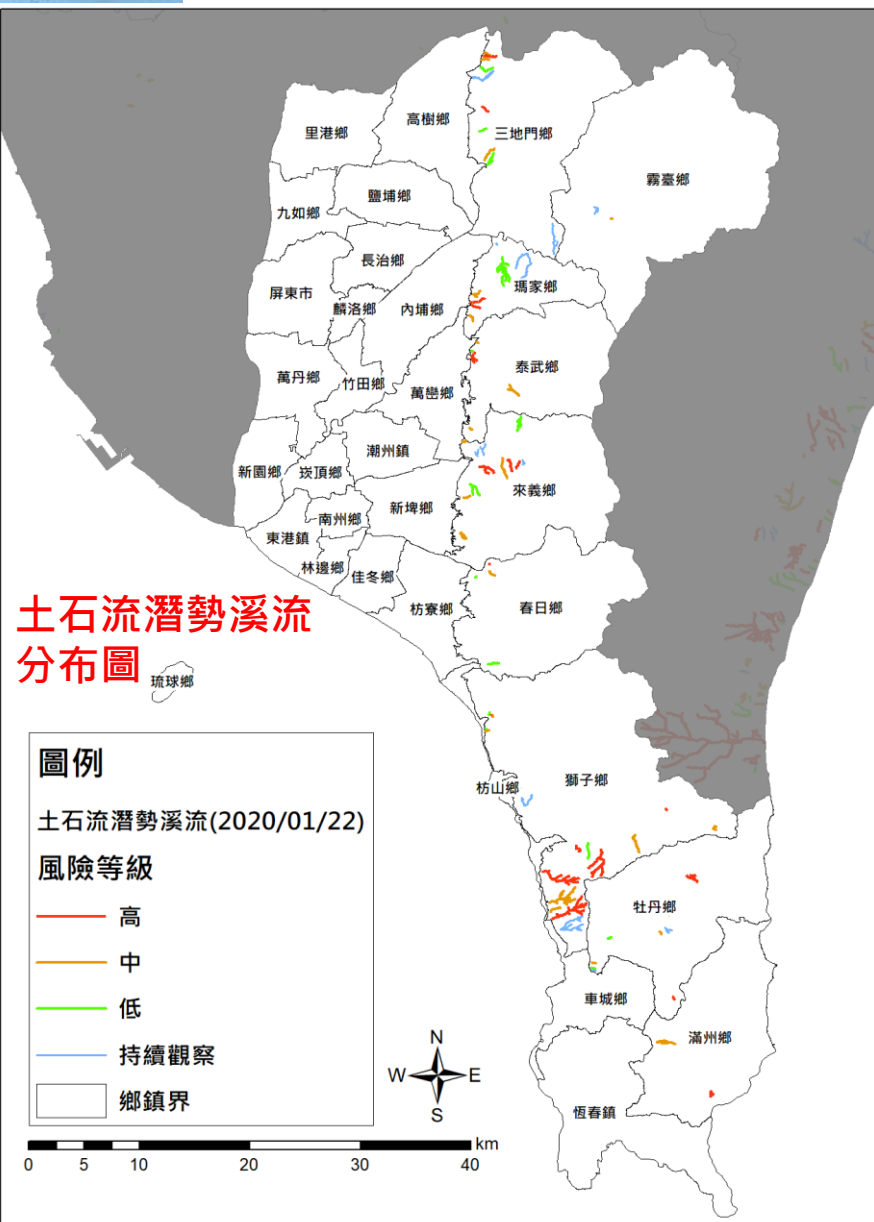 高樹鄉
里港鄉
三地門鄉
霧臺鄉
鹽埔鄉
九如鄉
長治鄉
屏東市
瑪家鄉
麟洛鄉
內埔鄉
泰武鄉
萬丹鄉
竹田鄉
萬巒鄉
潮州鎮
新園鄉
崁頂鄉
來義鄉
新埤鄉
南州鄉
東港鎮
林邊鄉
佳冬鄉
枋寮鄉
春日鄉
土石流潛勢溪流
分布圖
琉球鄉
獅子鄉
枋山鄉
牡丹鄉
車城鄉
滿州鄉
恆春鎮
圖例
土石流潛勢溪流(2020/01/22)
風險等級
高
中
低
持續觀察
鄉鎮界
N
W
E
S
km
0 5 10 20 30 40